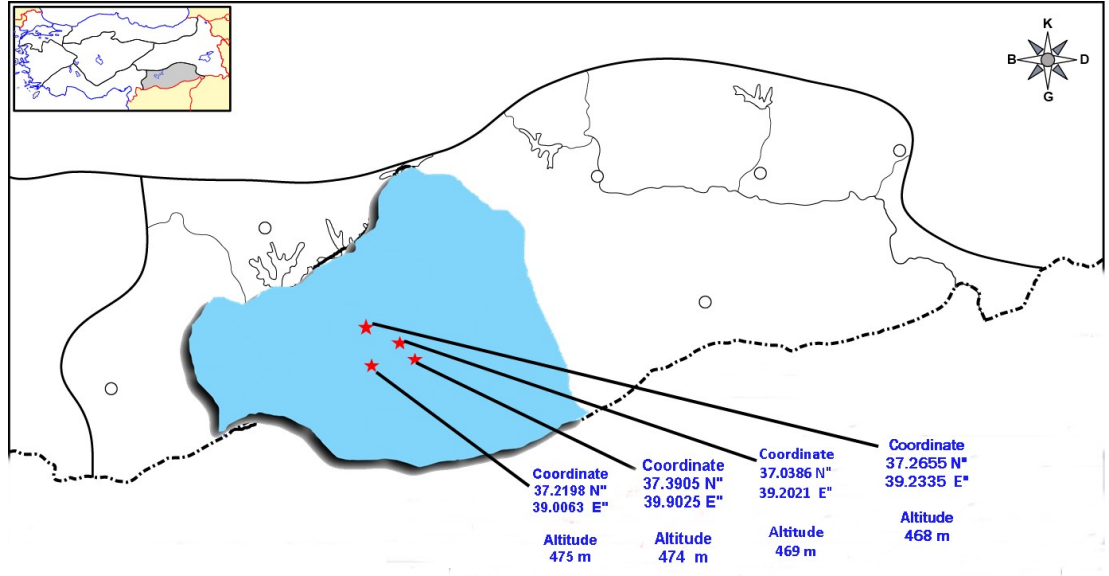 K
B D
G
Coordinate
37.2198 N"
39.0063 E"
Altitude
475 m
Coordinate
37.3905 N"
39.9025 E"
Altitude
474 m
Coordinate
37.0386 N"
39.2021 E"
Altitude
469 m
Coordinate
37.2655 N"
39.2335 E"
Altitude
468 m